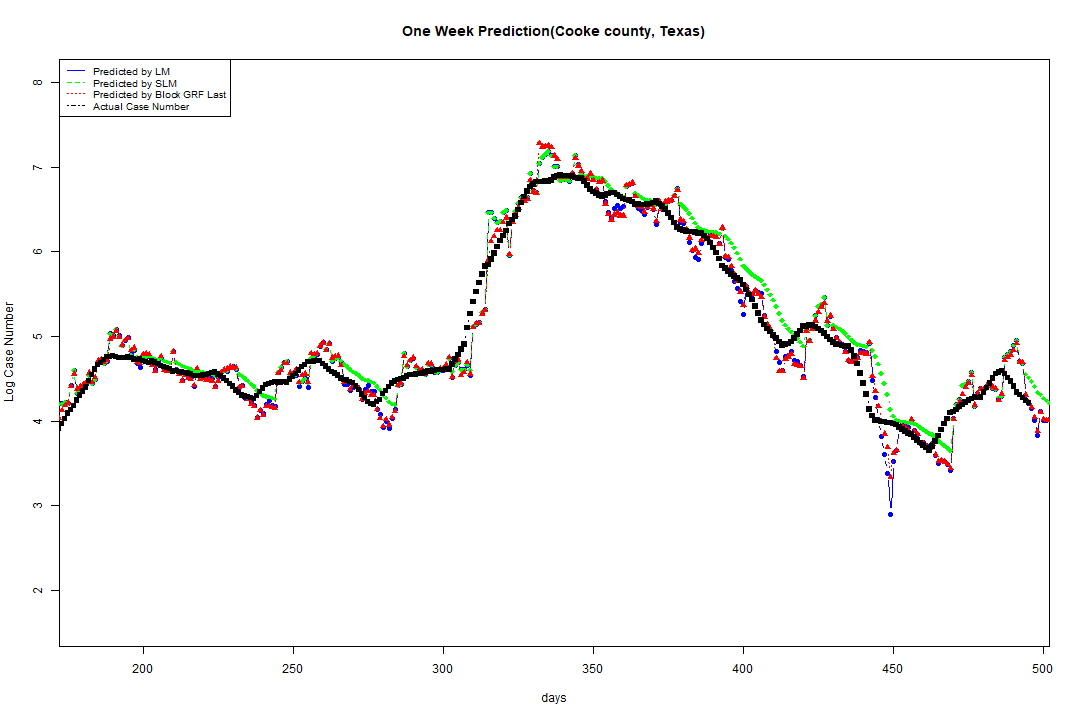 One Week Prediction(Cooke county, Texas)
Predicted by LM
Predicted by SLM
Predicted by Block GRF Last
Actual Case Number
8
7
6
5
4
3
2
Log Case Number
200 250 300 350 400 450 500
days